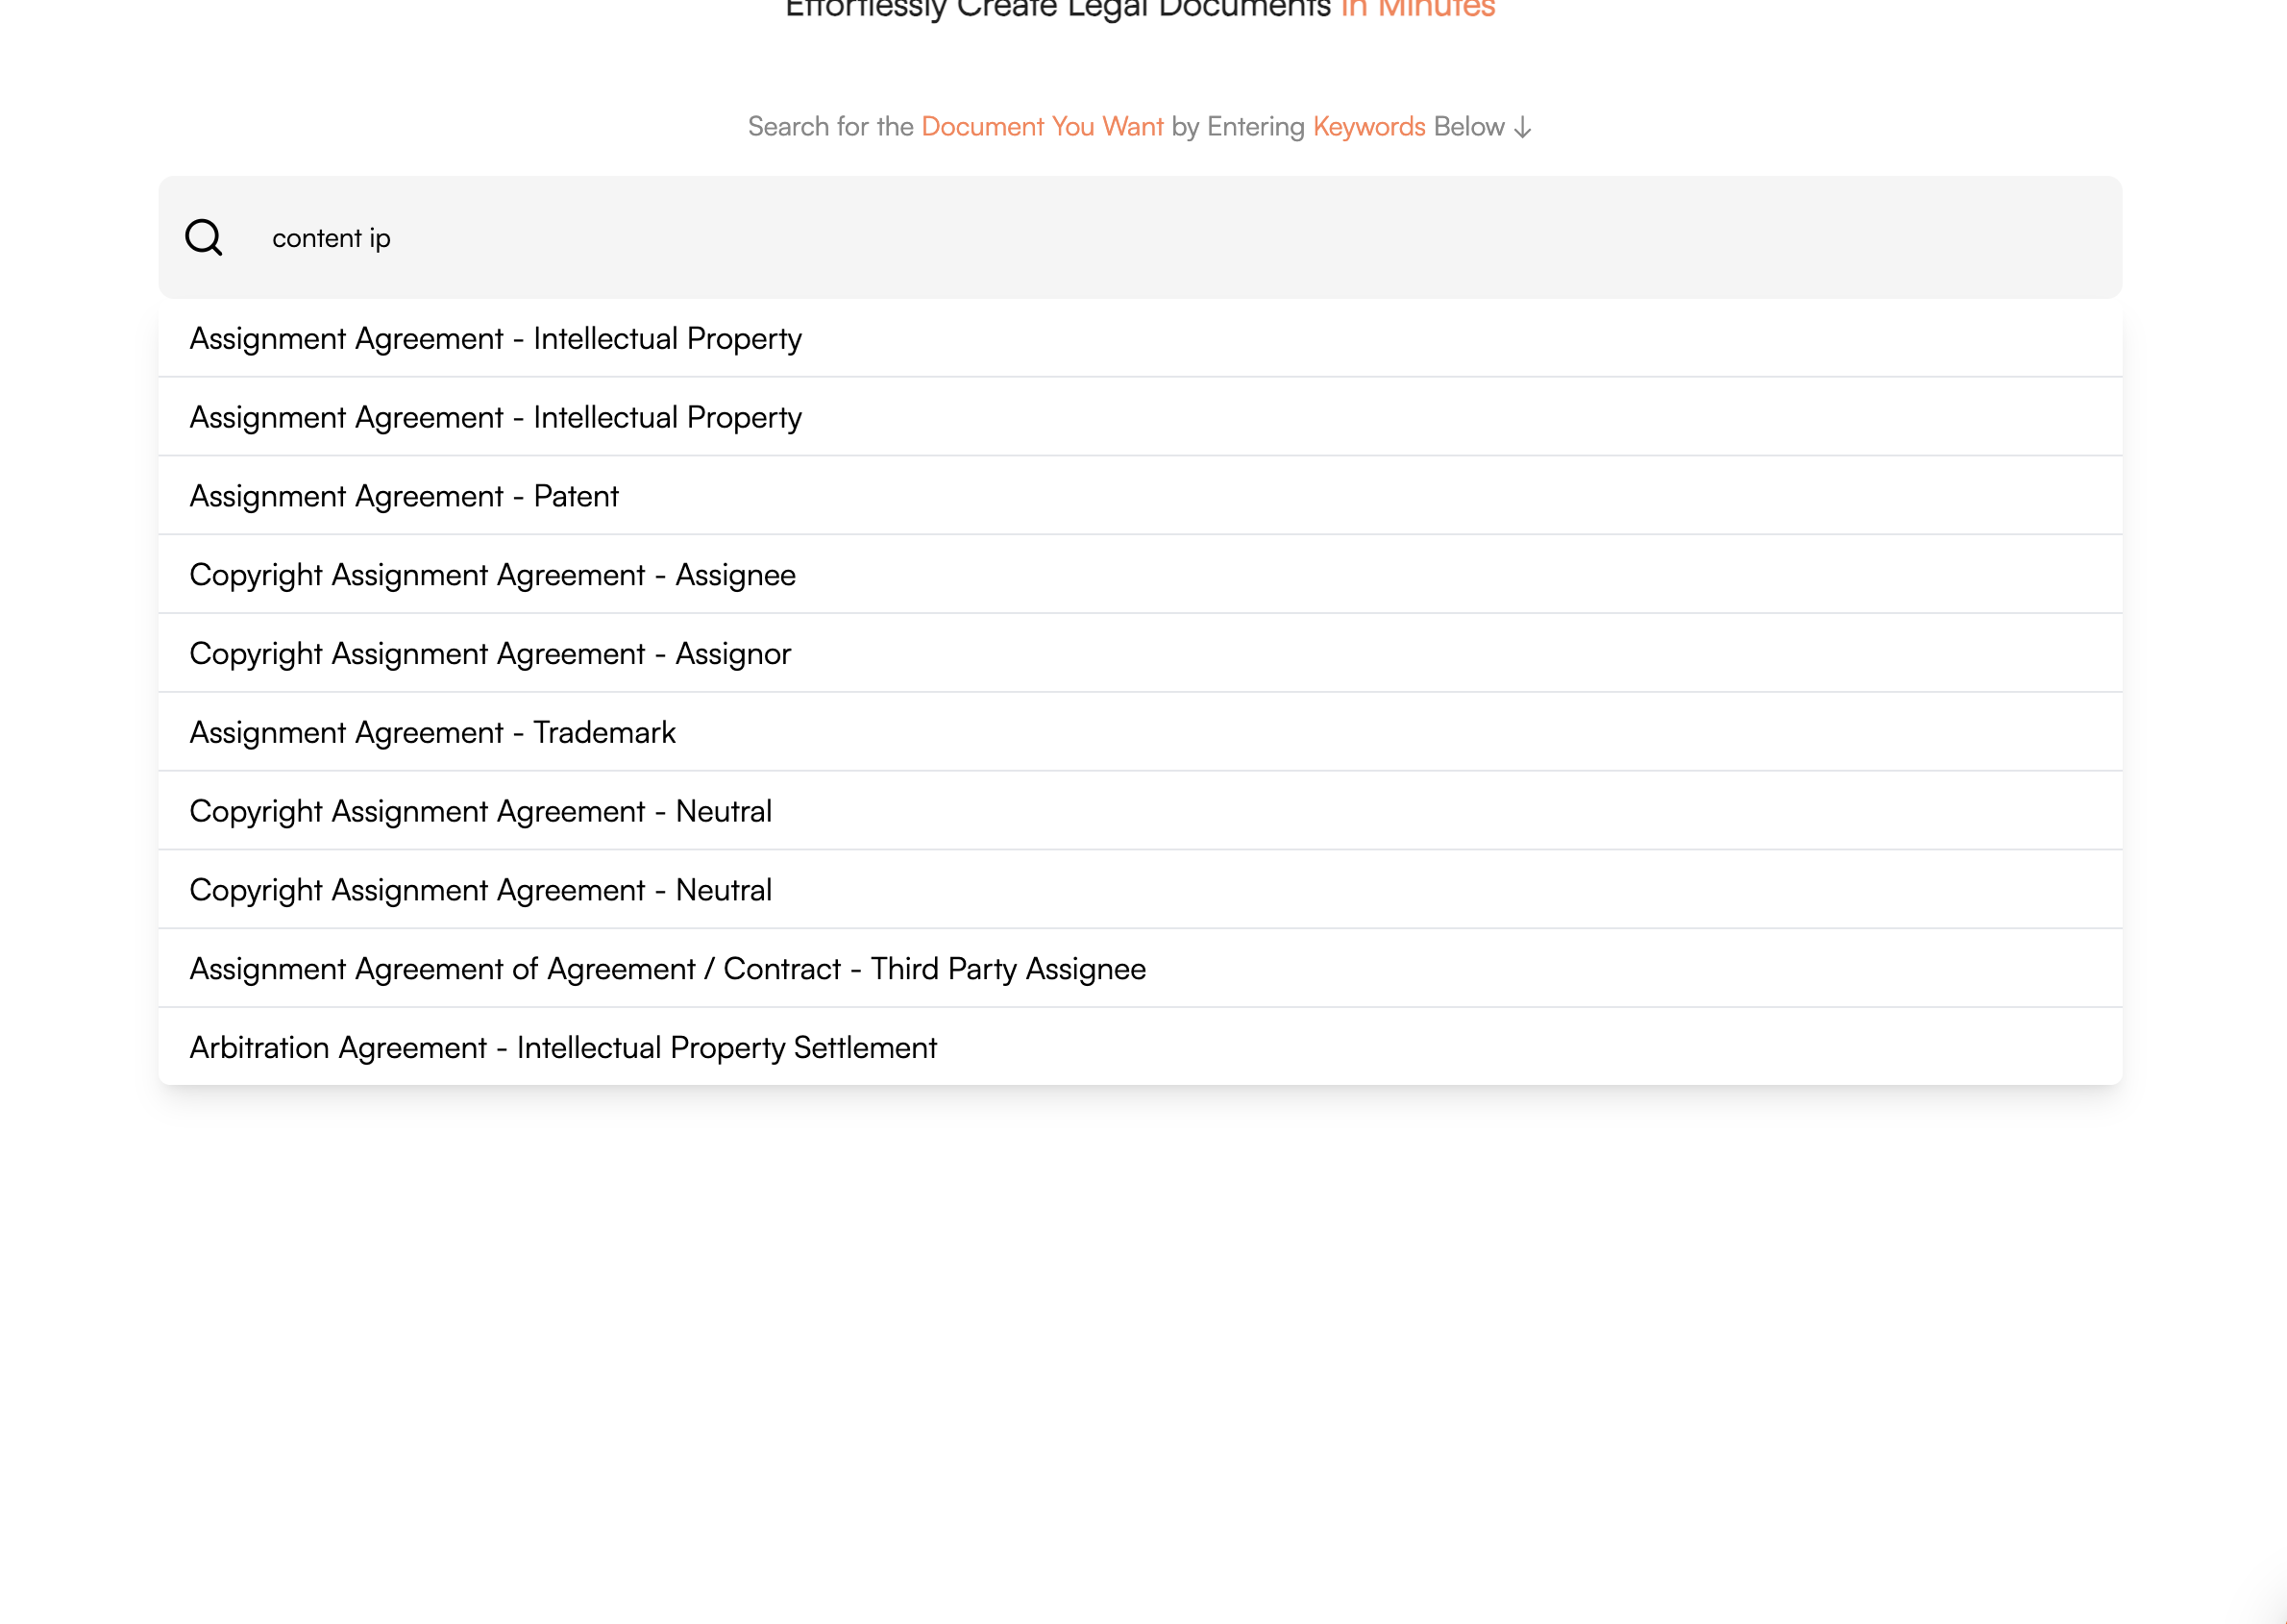 Effortlessly Create Legal Documents in Minutes
Search for the Document You Want by Entering Keywords Below ↓
content ip
Assignment Agreement - Intellectual Property
Assignment Agreement - Intellectual Property
Assignment Agreement - Patent
Copyright Assignment Agreement - Assignee
Copyright Assignment Agreement - Assignor
Assignment Agreement - Trademark
Copyright Assignment Agreement - Neutral
Copyright Assignment Agreement - Neutral
Assignment Agreement of Agreement / Contract - Third Party Assignee
Arbitration Agreement - Intellectual Property Settlement